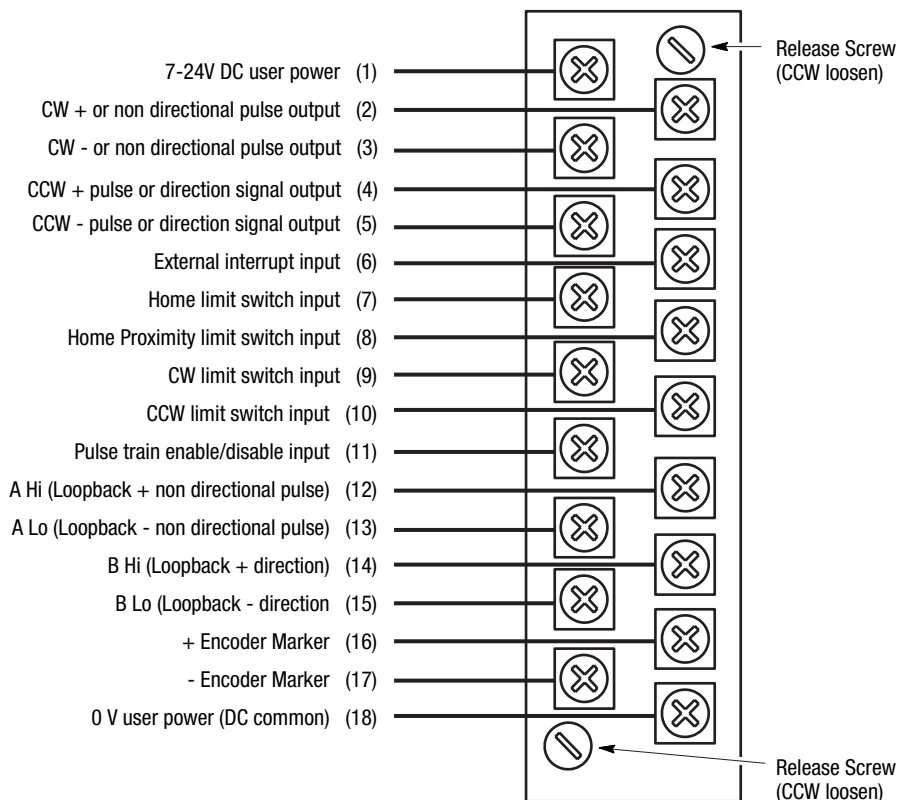 Release Screw
(CCW loosen)
7-24V DC user power (1)
CW + or non directional pulse output (2)
CW - or non directional pulse output (3)
CCW + pulse or direction signal output (4)
CCW - pulse or direction signal output (5)
External interrupt input (6)
Home limit switch input (7)
Home Proximity limit switch input (8)
CW limit switch input (9)
CCW limit switch input (10)
Pulse train enable/disable input (11)
A Hi (Loopback + non directional pulse) (12)
A Lo (Loopback - non directional pulse) (13)
B Hi (Loopback + direction) (14)
B Lo (Loopback - direction (15)
+ Encoder Marker (16)
- Encoder Marker (17)
0 V user power (DC common) (18)
Release Screw
(CCW loosen)